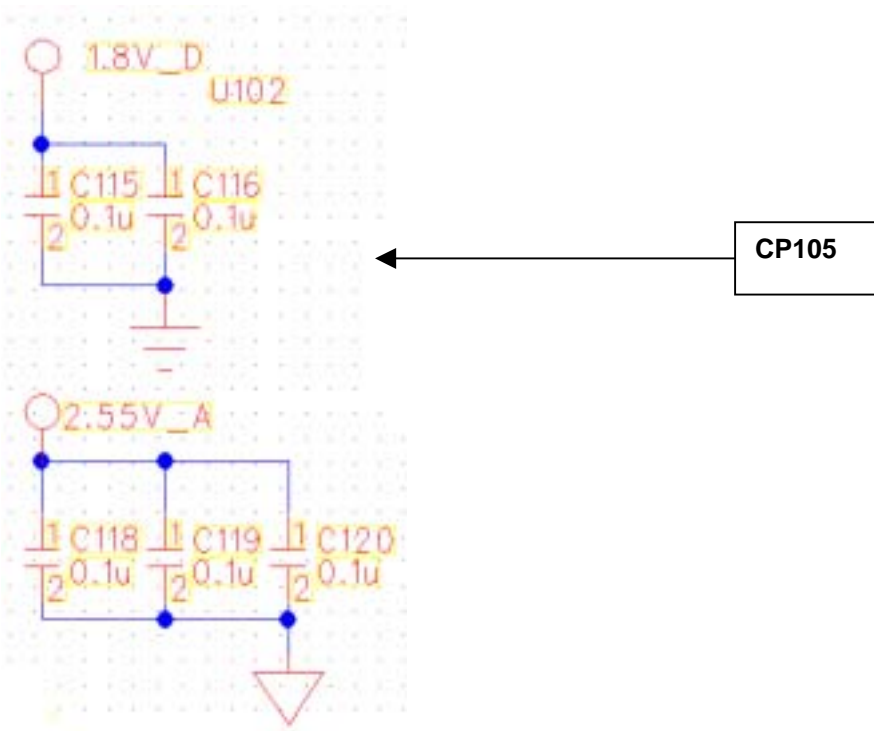 1.8V_D
U102
1 C115 1 C116
0.1u 0.1u
2 2
CP105
2.55V_A
1 C118 1 C119 1 C120
0.1u 0.1u 0.1u
2 2 2